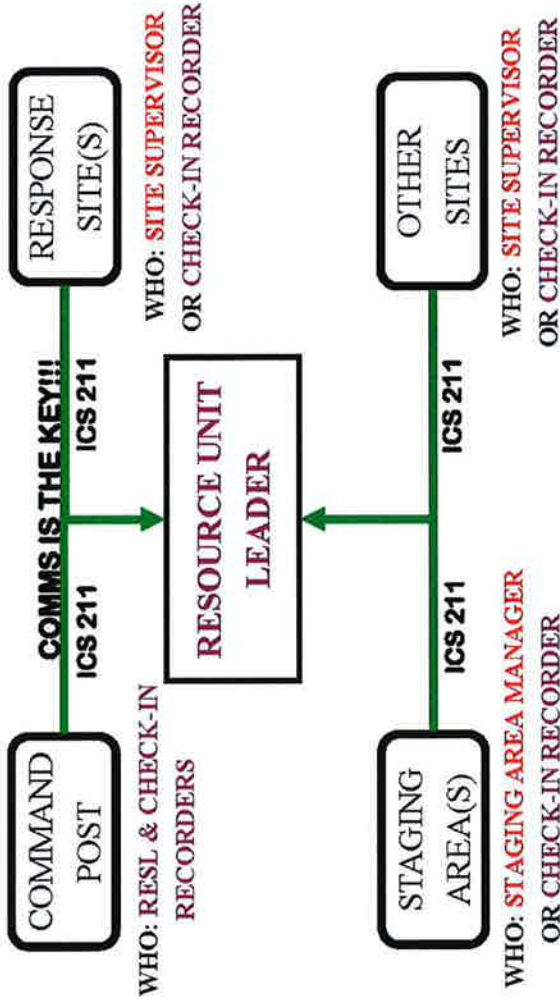 COMMAND
POST
WHO: RESL & CHECK-IN
RECORDERS
COMMS IS THE KEY!!!
ICS 211
ICS 211
RESPONSE
SITE(S)
WHO: SITE SUPERVISOR
OR CHECK-IN RECORDER
RESOURCE UNIT
LEADER
STAGING
AREA(S)
WHO: STAGING AREA MANAGER
OR CHECK-IN RECORDER
ICS 211
ICS 211
OTHER
SITES
WHO: SITE SUPERVISOR
OR CHECK-IN RECORDER